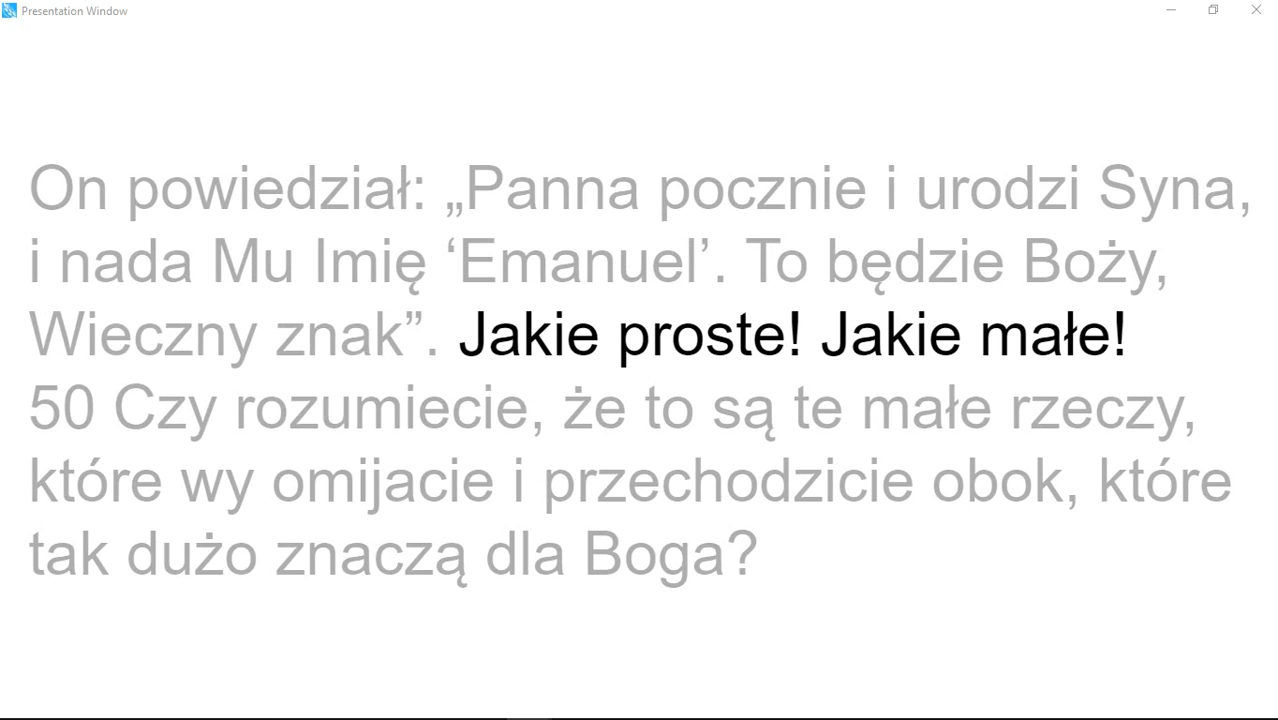 Presentation Window
On powiedział: „Panna pocznie i urodzi Syna,
i nada Mu Imię ‘Emanuel’. To będzie Boży,
Wieczny znak”. Jakie proste! Jakie małe!
50 Czy rozumiecie, że to są te małe rzeczy,
które wy omijacie i przechodzicie obok, które
tak dużo znaczą dla Boga?